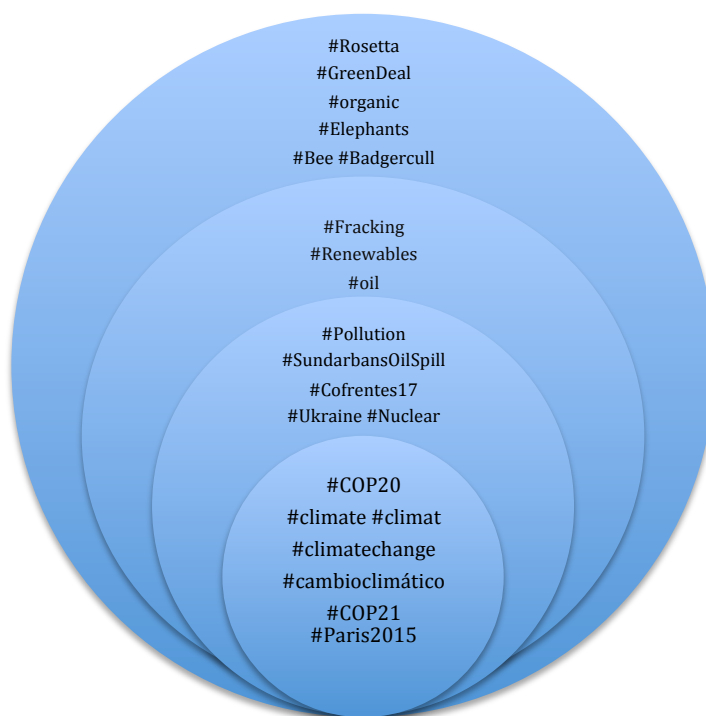 #Rosetta
#GreenDeal
#organic
#Elephants
#Bee #Badgercull
#Fracking
#Renewables
#oil
#Pollution
#SundarbansOilSpill
#Cofrentes17
#Ukraine #Nuclear
#COP20
#climate #climat
#climatechange
#cambioclimático
#COP21
#Paris2015